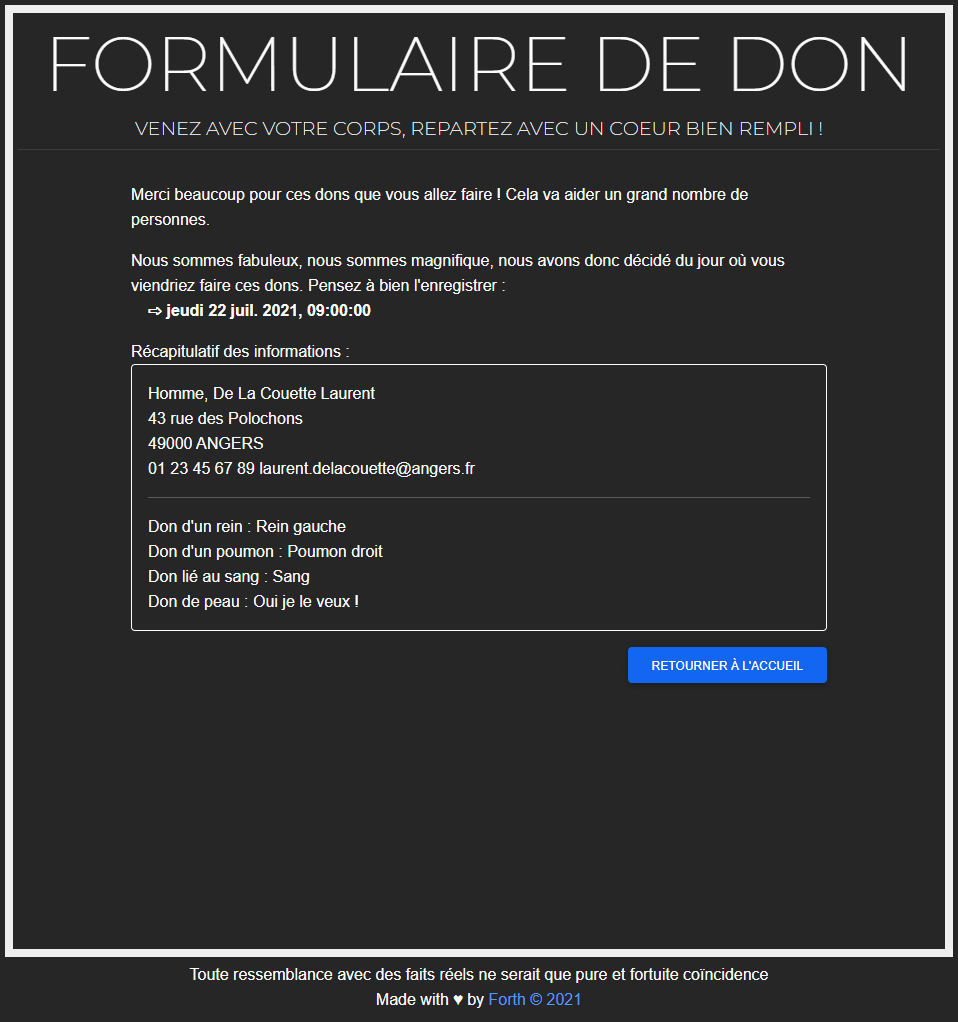 FORMULAIRE DE DON
VENEZ AVEC VOTRE CORPS, REPARTEZ AVEC UN COEUR BIEN REMPLI !
Merci beaucoup pour ces dons que vous allez faire ! Cela va aider un grand nombre de
personnes.
Nous sommes fabuleux, nous sommes magnifique, nous avons donc décidé du jour où vous
viendriez faire ces dons. Pensez à bien l'enregistrer :
⇨ jeudi 22 juil. 2021, 09:00:00
Récapitulatif des informations :
Homme, De La Couette Laurent
43 rue des Polochons
49000 ANGERS
01 23 45 67 89 laurent.delacouette@angers.fr
Don d'un rein : Rein gauche
Don d'un poumon : Poumon droit
Don lié au sang : Sang
Don de peau : Oui je le veux !
RETOURNER À L'ACCUEIL
Toute ressemblance avec des faits réels ne serait que pure et fortuite coïncidence
Made with ♥ by Forth © 2021